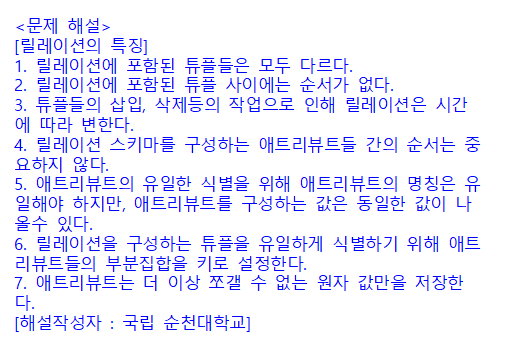 <문제 해설>
[릴레이션의 특징]
1. 릴레이션에 포함된 튜플들은 모두 다르다.
2. 릴레이션에 포함된 튜플 사이에는 순서가 없다.
3. 튜플들의 삽입, 삭제등의 작업으로 인해 릴레이션은 시간
에 따라 변한다.
4. 릴레이션 스키마를 구성하는 애트리뷰트들 간의 순서는 중
요하지 않다.
5. 애트리뷰트의 유일한 식별을 위해 애트리뷰트의 명칭은 유
일해야 하지만, 애트리뷰트를 구성하는 값은 동일한 값이 나
올수 있다.
6. 릴레이션을 구성하는 튜플을 유일하게 식별하기 위해 애트
리뷰트들의 부분집합을 키로 설정한다.
7. 애트리뷰트는 더 이상 쪼갤 수 없는 원자 값만을 저장한
다.
[해설작성자 : 국립 순천대학교]